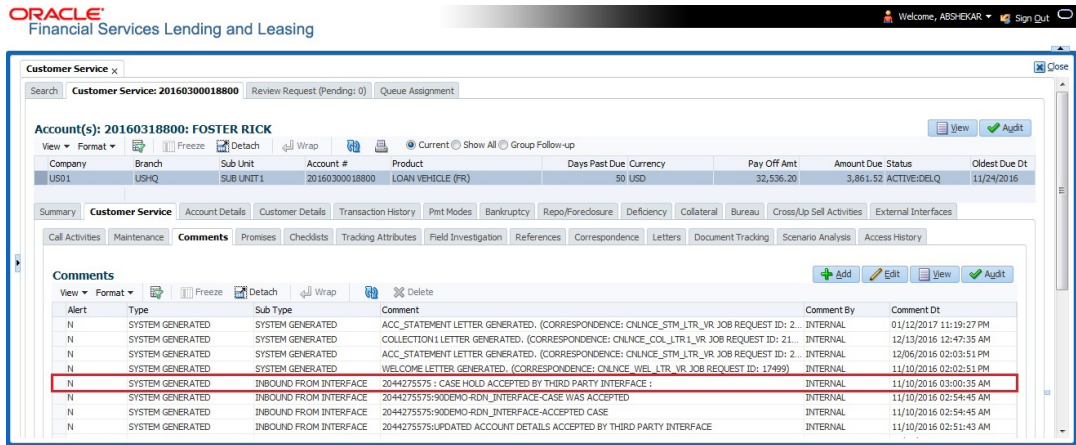 ORACLE'
Financial Services Lending and Leasing
Welcome, ABSHEKAR Sign Out
Customer Service x
Close
Search Customer Service: 20160300018800 Review Request (Pending: 0) Queue Assignment
Account(s): 20160318800: FOSTER RICK
View Audit
View Format Freeze Detach Wrap Current Show All Group Follow-up
Company Branch Sub Unit Account # Product Days Past Due Currency Pay Off Amt Amount Due Status Oldest Due Dt
US01 USHQ SUB UNIT1 20160300018800 LOAN VEHICLE (FR) 50 USD 32,536.20 3,861.52 ACTIVE:DELQ 11/24/2016
Summary Customer Service Account Details Customer Details Transaction History Pmt Modes Bankruptcy Repo/Foreclosure Deficiency Collateral Bureau Cross/Up Sell Activities External Interfaces
Call Activities Maintenance Comments Promises Checklists Tracking Attributes Field Investigation References Correspondence Letters Document Tracking Scenario Analysis Access History
Comments
Add Edit View Audit
View Format Freeze Detach Wrap Delete
Alert Type Sub Type Comment Comment By Comment Dt
N SYSTEM GENERATED SYSTEM GENERATED ACC_STATEMENT LETTER GENERATED. (CORRESPONDENCE: CNLNCE_STM_LTR_VR JOB REQUEST ID: 2... INTERNAL 01/12/2017 11:19:27 PM
N SYSTEM GENERATED SYSTEM GENERATED COLLECTION1 LETTER GENERATED. (CORRESPONDENCE: CNLNCE_COL_LTR1_VR JOB REQUEST ID: 21... INTERNAL 12/13/2016 12:47:35 AM
N SYSTEM GENERATED SYSTEM GENERATED ACC_STATEMENT LETTER GENERATED. (CORRESPONDENCE: CNLNCE_STM_LTR_VR JOB REQUEST ID: 2... INTERNAL 12/06/2016 02:03:51 PM
N SYSTEM GENERATED SYSTEM GENERATED WELCOME LETTER GENERATED. (CORRESPONDENCE: CNLNCE_WEL_LTR_VR JOB REQUEST ID: 17499) INTERNAL 11/10/2016 02:02:51 PM
N SYSTEM GENERATED INBOUND FROM INTERFACE 2044275575 : CASE HOLD ACCEPTED BY THIRD PARTY INTERFACE : INTERNAL 11/10/2016 03:00:35 AM
N SYSTEM GENERATED INBOUND FROM INTERFACE 2044275575:90DEMO-RDN_INTERFACE-CASE WAS ACCEPTED INTERNAL 11/10/2016 02:54:45 AM
N SYSTEM GENERATED INBOUND FROM INTERFACE 2044275575:90DEMO-RDN_INTERFACE-ACCEPTED CASE INTERNAL 11/10/2016 02:54:45 AM
N SYSTEM GENERATED INBOUND FROM INTERFACE 2044275575:UPDATED ACCOUNT DETAILS ACCEPTED BY THIRD PARTY INTERFACE INTERNAL 11/10/2016 02:51:43 AM